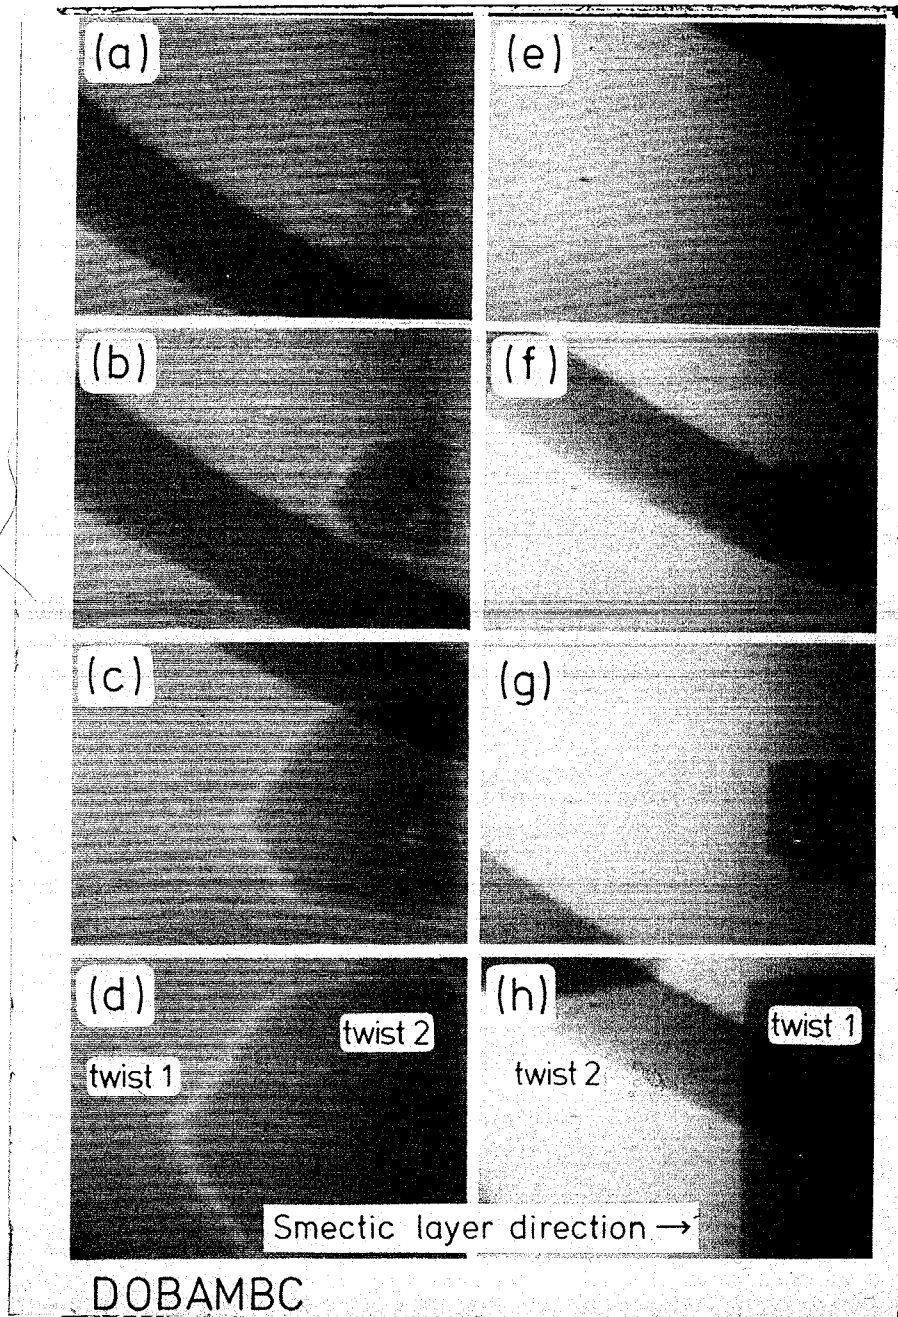 (a)
(e)
(b)
(f)
(c)
(g)
(d)
(h)
twist 2
twist 1
twist 1
twist 2
Smectic layer direction →
DOBAMBC